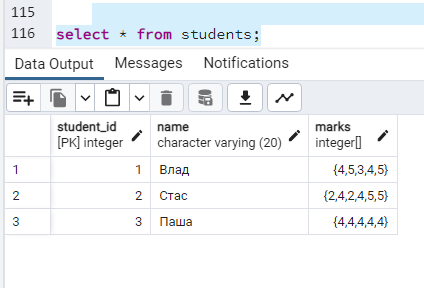 115
116 select * from students;
Data Output Messages Notifications
student_id name marks
[PK] integer character varying (20) integer[]
1 1 Влад {4,5,3,4,5}
2 2 Стас {2,4,2,4,5,5}
3 3 Паша {4,4,4,4,4}